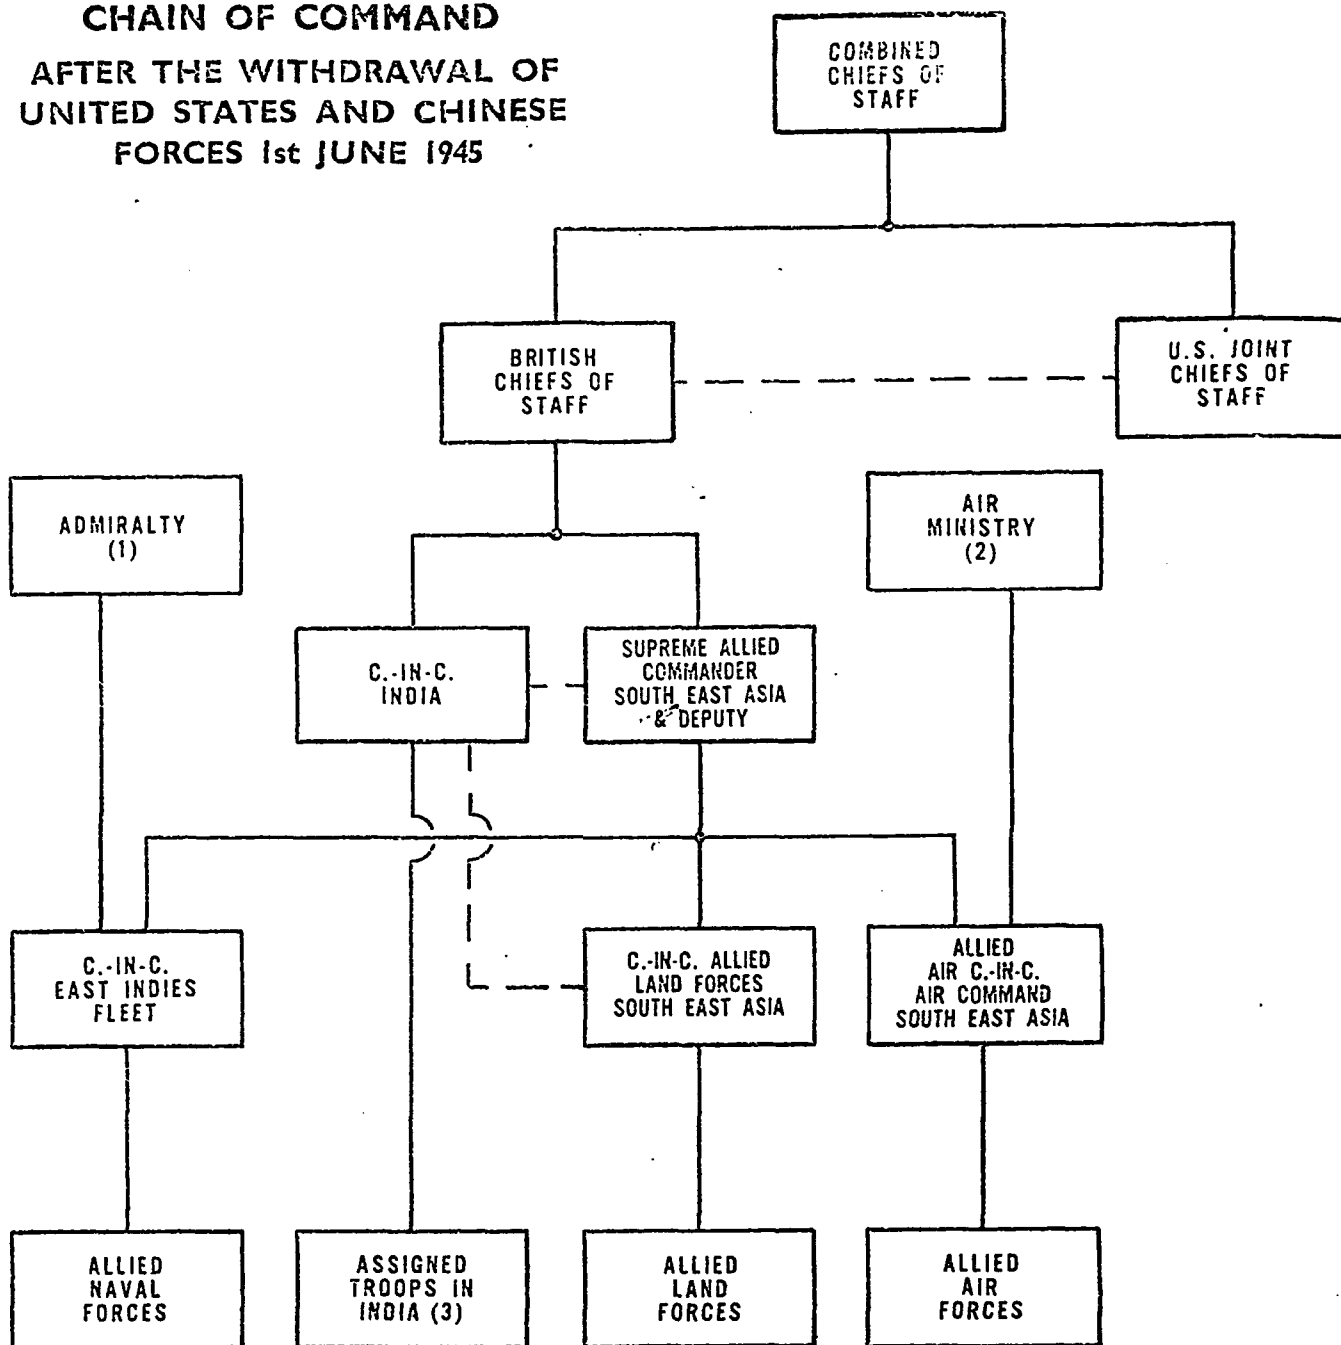 CHAIN OF COMMAND
AFTER THE WITHDRAWAL OF
UNITED STATES AND CHINESE
FORCES 1st JUNE 1945
COMBINED
CHIEFS OF
STAFF
BRITISH
CHIEFS OF
STAFF
U.S. JOINT
CHIEFS OF
STAFF
ADMIRALTY
(1)
AIR
MINISTRY
(2)
C.-IN-C.
INDIA
SUPREME ALLIED
COMMANDER
SOUTH EAST ASIA
& DEPUTY
C.-IN-C.
EAST INDIES
FLEET
C.-IN-C. ALLIED
LAND FORCES
SOUTH EAST ASIA
ALLIED
AIR C.-IN-C.
AIR COMMAND
SOUTH EAST ASIA
ALLIED
NAVAL
FORCES
ASSIGNED
TROOPS IN
INDIA (3)
ALLIED
LAND
FORCES
ALLIED
AIR
FORCES